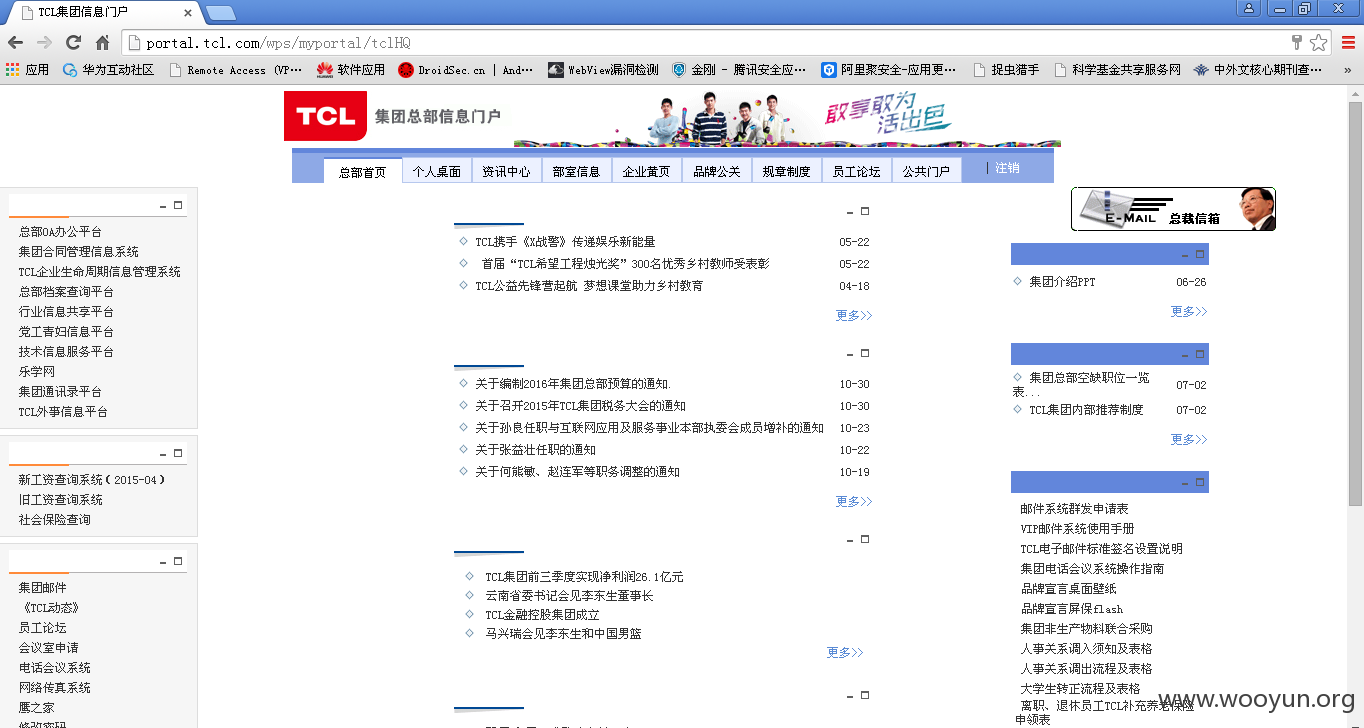 TCL集团信息门户
portal.tcl.com/wps/myportal/tclHQ
应用 华为互动社区 Remote Access (VP… 软件应用 DroidSec.cn | And… WebView漏洞检测 金刚 - 腾讯安全应… 阿里聚安全-应用更… 捉虫猎手 科学基金共享服务网 中外文核心期刊查… »
TCL 集团总部信息门户 敢享敢为 活出色
总部首页 个人桌面 资讯中心 部室信息 企业黄页 品牌公关 规章制度 员工论坛 公共门户 | 注销
总部OA办公平台
集团合同管理信息系统
TCL企业生命周期信息管理系统
总部档案查询平台
行业信息共享平台
党工青妇信息平台
技术信息服务平台
乐学网
集团通讯录平台
TCL外事信息平台
新工资查询系统(2015-04)
旧工资查询系统
社会保险查询
集团邮件
《TCL动态》
员工论坛
会议室申请
电话会议系统
网络传真系统
鹰之家
修改密码
TCL携手《X战警》传递娱乐新能量 05-22
首届“TCL希望工程烛光奖”300名优秀乡村教师受表彰 05-22
TCL公益先锋营起航 梦想课堂助力乡村教育 04-18
更多>>
关于编制2016年集团总部预算的通知. 10-30
关于召开2015年TCL集团税务大会的通知 10-30
关于孙良任职与互联网应用及服务事业本部执委会成员增补的通知 10-23
关于张益壮任职的通知 10-22
关于何能敏、赵连军等职务调整的通知 10-19
更多>>
TCL集团前三季度实现净利润26.1亿元
云南省委书记会见李东生董事长
TCL金融控股集团成立
马兴瑞会见李东生和中国男篮
更多>>
E-MAIL 总裁信箱
集团介绍PPT 06-26
更多>>
集团总部空缺职位一览
表... 07-02
TCL集团内部推荐制度 07-02
更多>>
邮件系统群发申请表
VIP邮件系统使用手册
TCL电子邮件标准签名设置说明
集团电话会议系统操作指南
品牌宣言桌面壁纸
品牌宣言屏保flash
集团非生产物料联合采购
人事关系调入须知及表格
人事关系调出流程及表格
大学生转正流程及表格
离职、退休员工TCL补充养老保险
申领表
www.wooyun.org